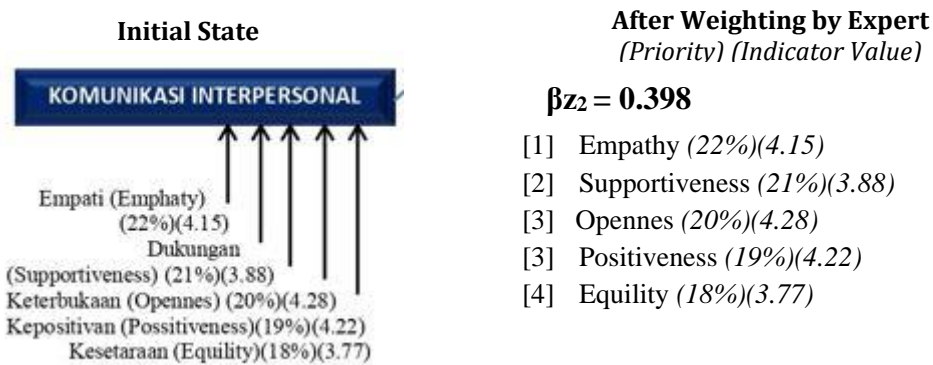 Initial State
KOMUNIKASI INTERPERSONAL
Empati (Emphaty)
(22%)(4.15)
Dukungan
(Supportiveness) (21%)(3.88)
Keterbukaan (Opennes) (20%)(4.28)
Kepositivan (Possitiveness)(19%)(4.22)
Kesetaraan (Equility)(18%)(3.77)
After Weighting by Expert
(Priority) (Indicator Value)
βz₂ = 0.398
[1] Empathy (22%)(4.15)
[2] Supportiveness (21%)(3.88)
[3] Opennes (20%)(4.28)
[3] Positiveness (19%)(4.22)
[4] Equility (18%)(3.77)